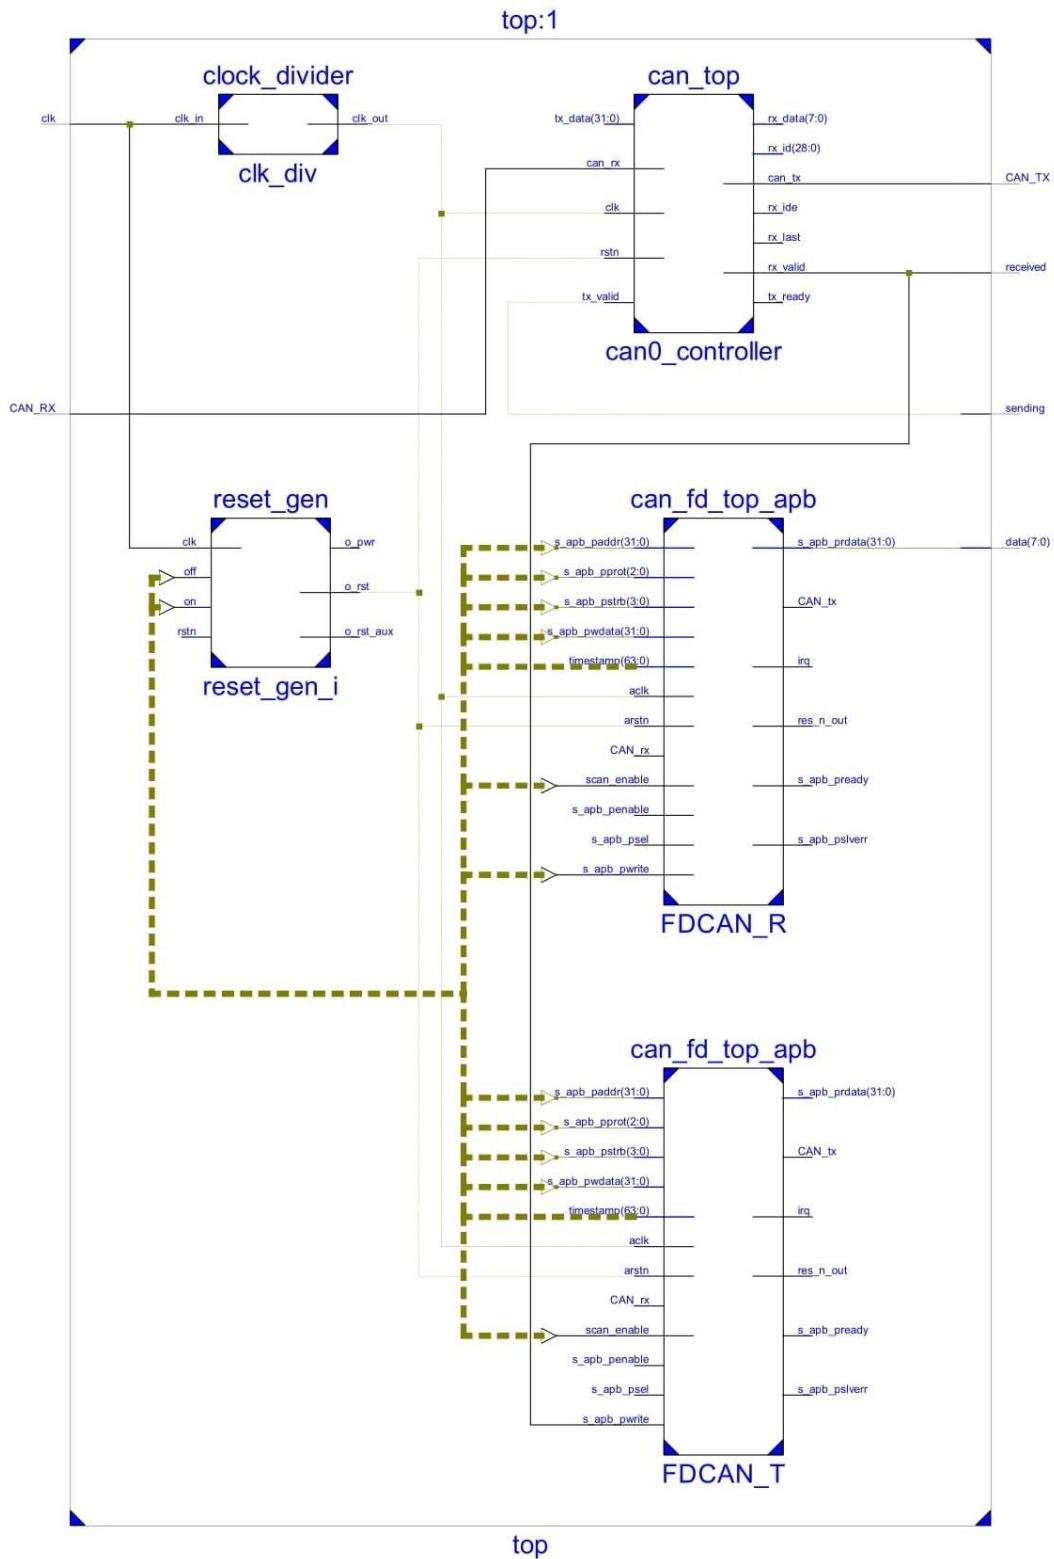 top:1
clock_divider
clk
clk_in
clk_out
clk_div
can_top
tx_data(31:0)
rx_data(7:0)
rx_id(28:0)
can_rx
can_tx
CAN_TX
clk
rx_ide
rx_last
rstn
rx_valid
received
tx_valid
tx_ready
can0_controller
CAN_RX
sending
reset_gen
clk
o_pwr
off
o_rst
on
rstn
o_rst_aux
reset_gen_i
can_fd_top_apb
s_apb_paddr(31:0)
s_apb_prdata(31:0)
data(7:0)
s_apb_pprot(2:0)
s_apb_pstrb(3:0)
CAN_tx
s_apb_pwdata(31:0)
timestamp(63:0)
irq
aclk
arstn
res_n_out
CAN_rx
scan_enable
s_apb_pready
s_apb_penable
s_apb_psel
s_apb_pslverr
s_apb_pwrite
FDCAN_R
can_fd_top_apb
s_apb_paddr(31:0)
s_apb_prdata(31:0)
s_apb_pprot(2:0)
s_apb_pstrb(3:0)
CAN_tx
s_apb_pwdata(31:0)
timestamp(63:0)
irq
aclk
arstn
res_n_out
CAN_rx
scan_enable
s_apb_pready
s_apb_penable
s_apb_psel
s_apb_pslverr
s_apb_pwrite
FDCAN_T
top